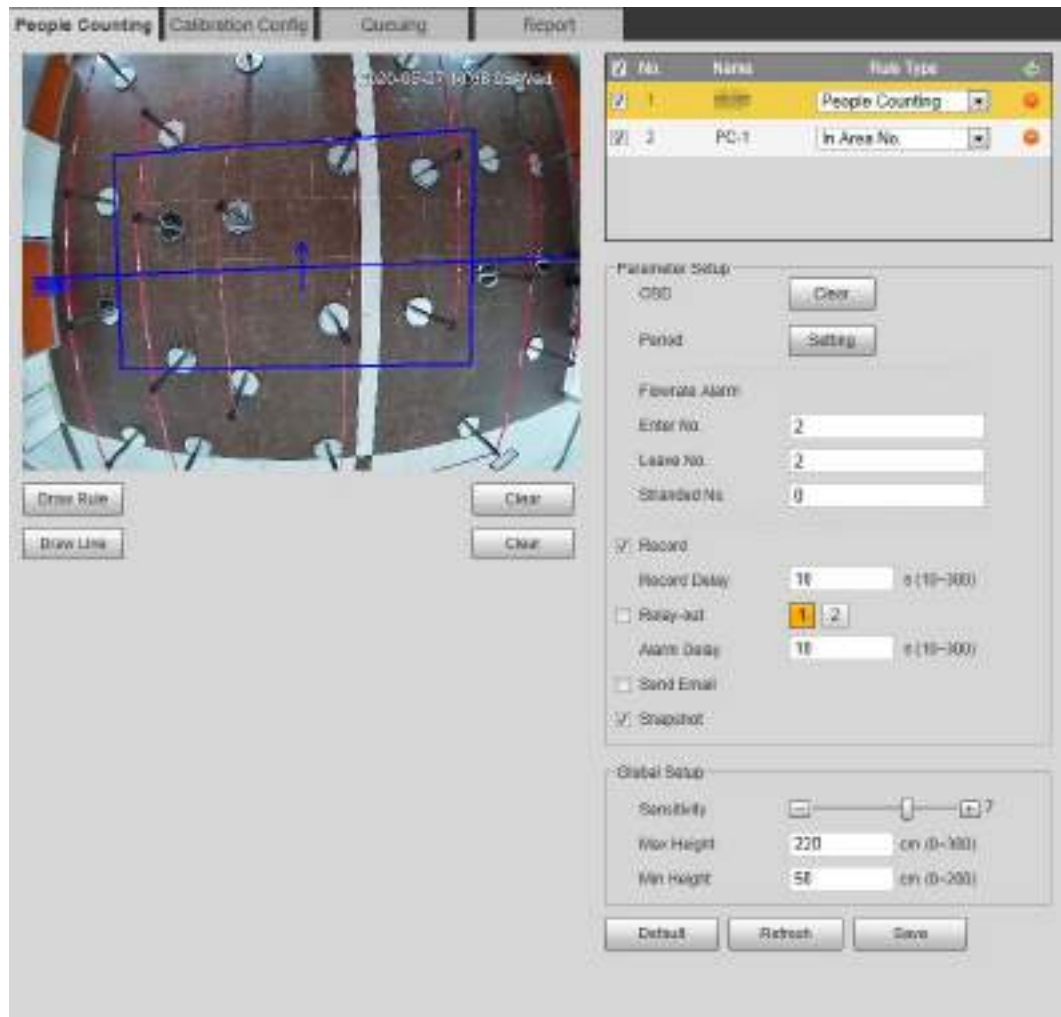 People Counting
Calibration Config
Queuing
Report
No.
Name
Rule Type
1
People Counting
2
PC-1
In Area No.
Parameter Setup
OSD
Clear
Period
Setting
Flowrate Alarm
Enter No.
2
Leave No.
2
Stranded No.
0
Draw Rule
Clear
Draw Line
Clear
Record
Record Delay
10
s (10~300)
Relay-out
1
2
Alarm Delay
10
s (10~300)
Send Email
Snapshot
Global Setup
Sensitivity
7
Max Height
220
cm (0~300)
Min Height
50
cm (0~200)
Default
Refresh
Save